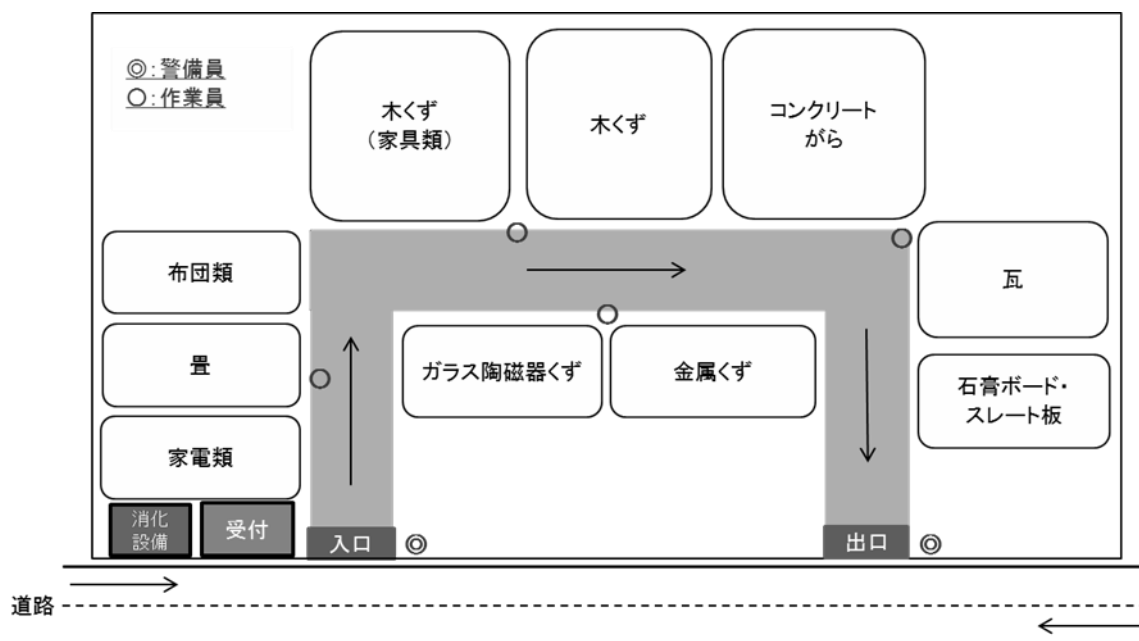 ◎:警備員
○:作業員
木くず
(家具類)
木くず
コンクリート
がら
布団類
畳
家電類
ガラス陶磁器くず
金属くず
瓦
石膏ボード・
スレート板
消化
設備
受付
入口
出口
道路